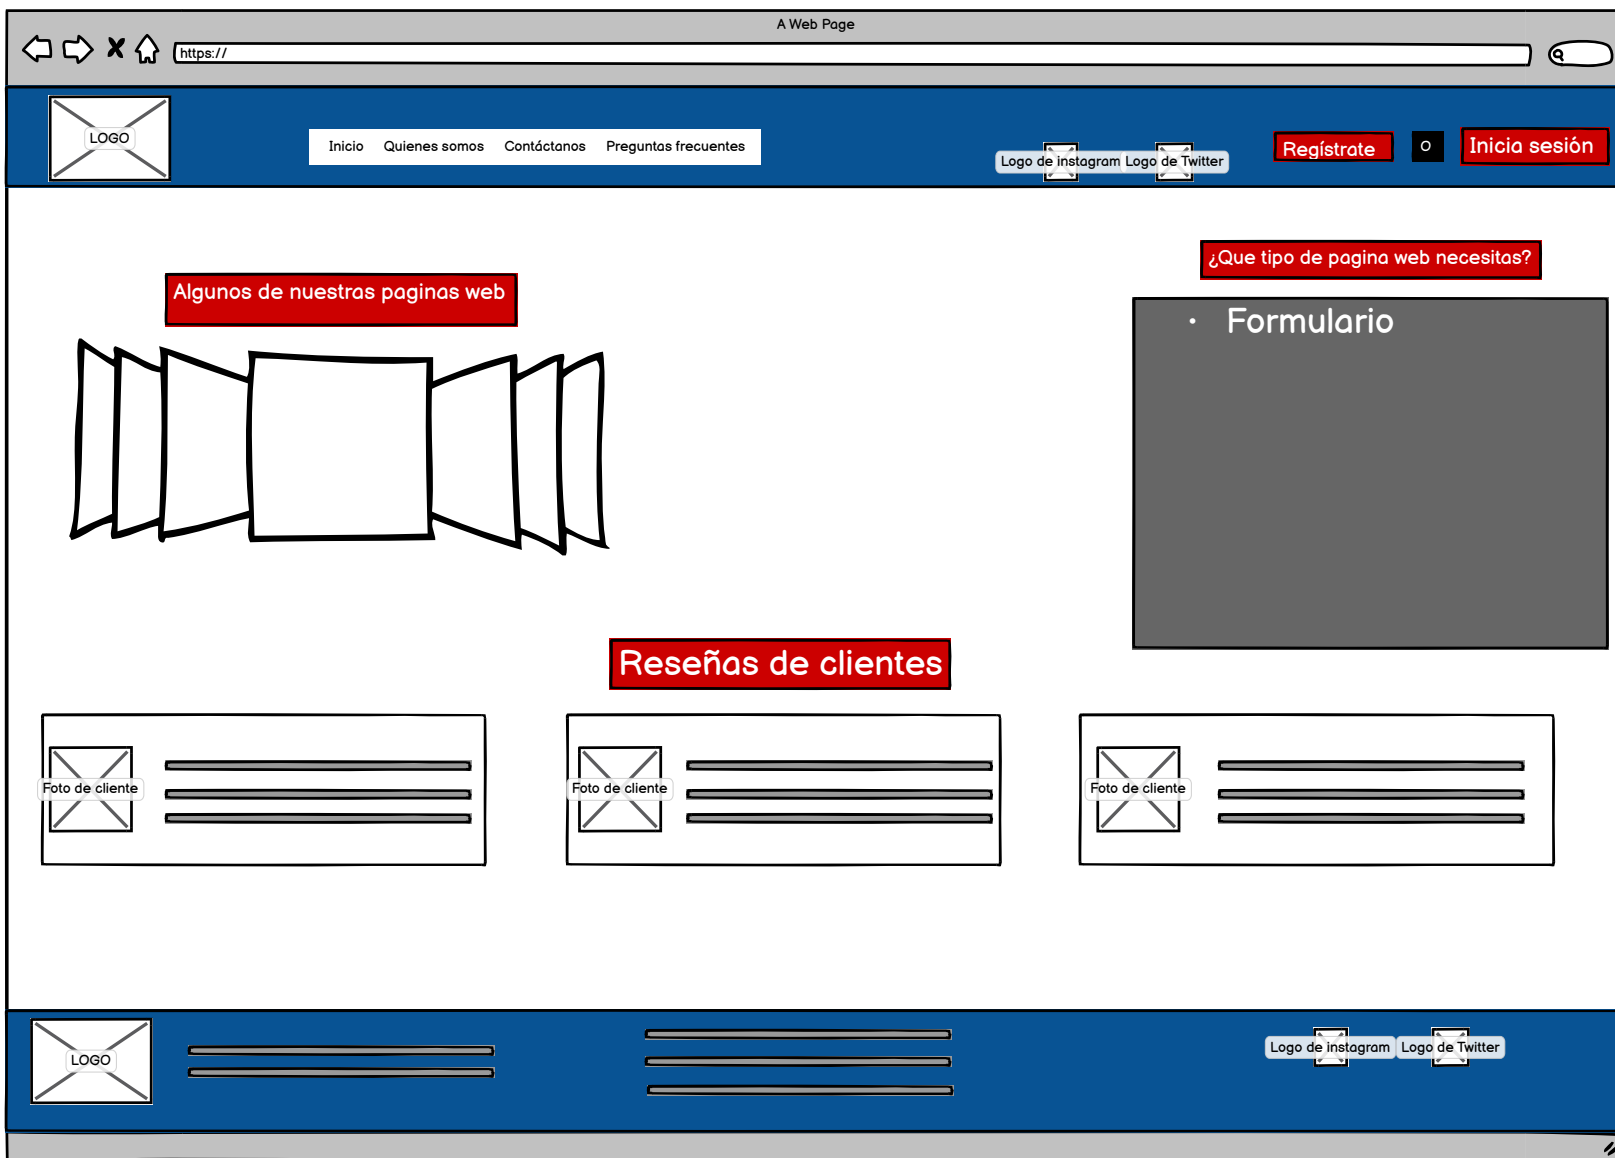 A Web Page
https://
LOGO
Inicio Quienes somos Contáctanos Preguntas frecuentes
Logo de instagram Logo de Twitter
Regístrate O Inicia sesión
¿Que tipo de pagina web necesitas?
Algunos de nuestras paginas web
• Formulario
Reseñas de clientes
Foto de cliente Foto de cliente Foto de cliente
LOGO
Logo de instagram Logo de Twitter